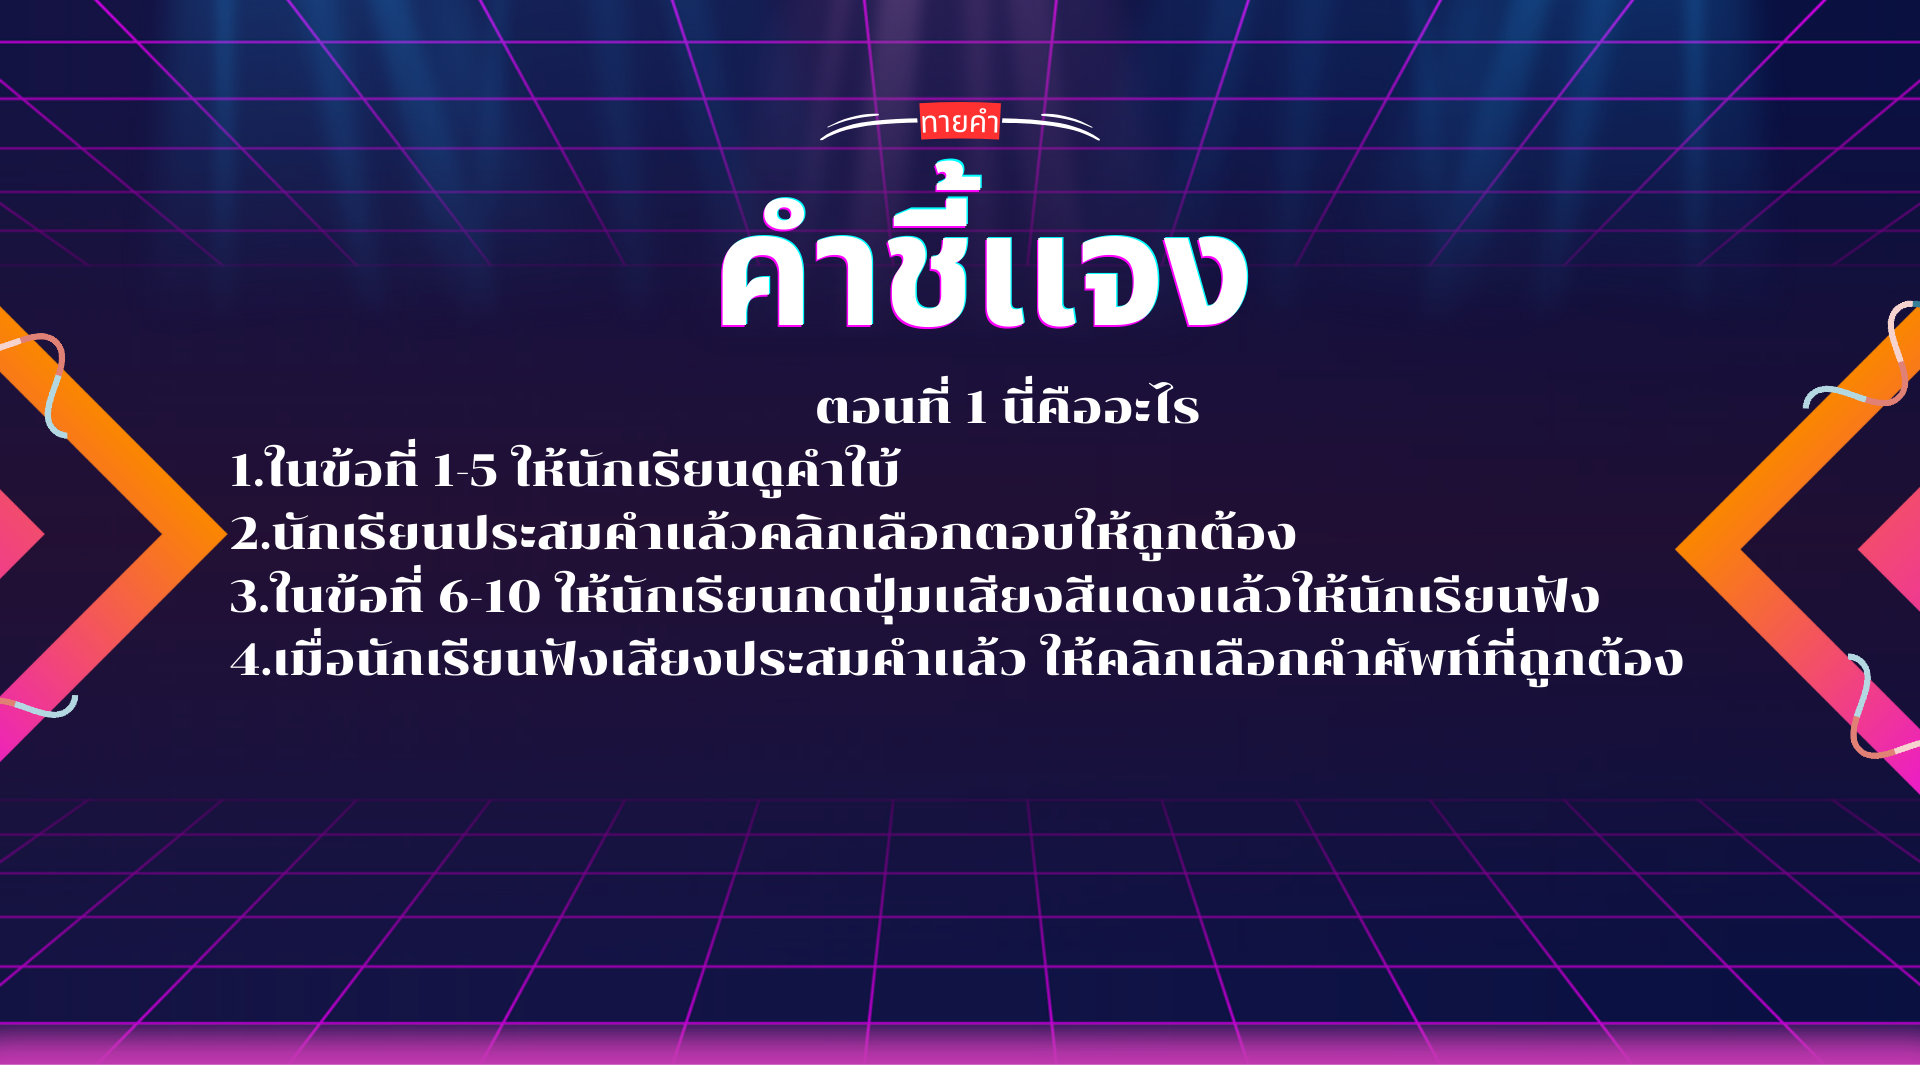 ทายคำ
คำชี้แจง
ตอนที่ 1 นี่คืออะไร
1.ในข้อที่ 1-5 ให้นักเรียนดูคำใบ้
2.นักเรียนประสมคำแล้วคลิกเลือกตอบให้ถูกต้อง
3.ในข้อที่ 6-10 ให้นักเรียนกดปุ่มแสียงสีแดงแล้วให้นักเรียนฟัง
4.เมื่อนักเรียนฟังเสียงประสมคำแล้ว ให้คลิกเลือกคำศัพท์ที่ถูกต้อง